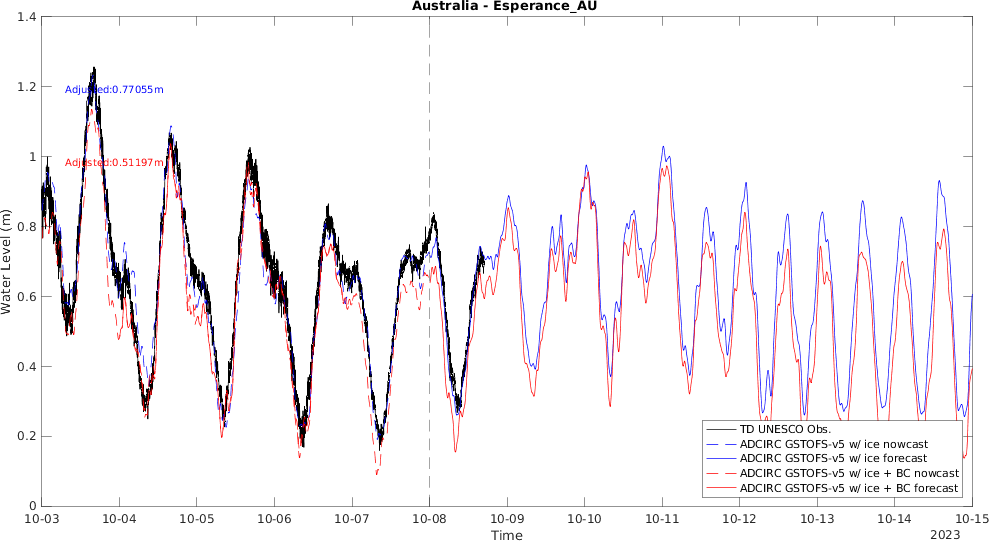 Australia - Esperance_AU
1.4
1.2
1
0.8
0.6
0.4
0.2
0
Water Level (m)
Adjusted:0.77055m
Adjusted:0.51197m
TD UNESCO Obs.
ADCIRC GSTOFS-v5 w/ ice nowcast
ADCIRC GSTOFS-v5 w/ ice forecast
ADCIRC GSTOFS-v5 w/ ice + BC nowcast
ADCIRC GSTOFS-v5 w/ ice + BC forecast
10-03 10-04 10-05 10-06 10-07 10-08 10-09 10-10 10-11 10-12 10-13 10-14 10-15
Time
2023